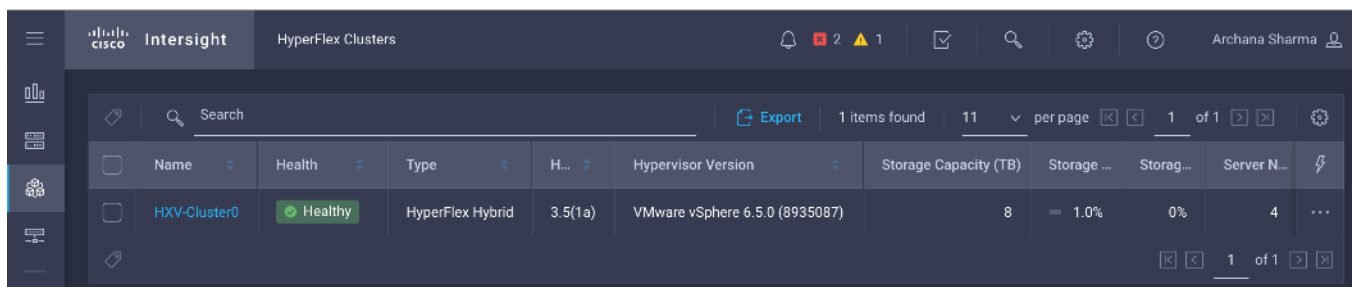 cisco Intersight HyperFlex Clusters 2 1 Archana Sharma
Search Export 1 items found 11 per page 1 of 1
Name Health Type H... Hypervisor Version Storage Capacity (TB) Storage ... Storag... Server N...
HXV-Cluster0 Healthy HyperFlex Hybrid 3.5(1a) VMware vSphere 6.5.0 (8935087) 8 1.0% 0% 4 ...
1 of 1